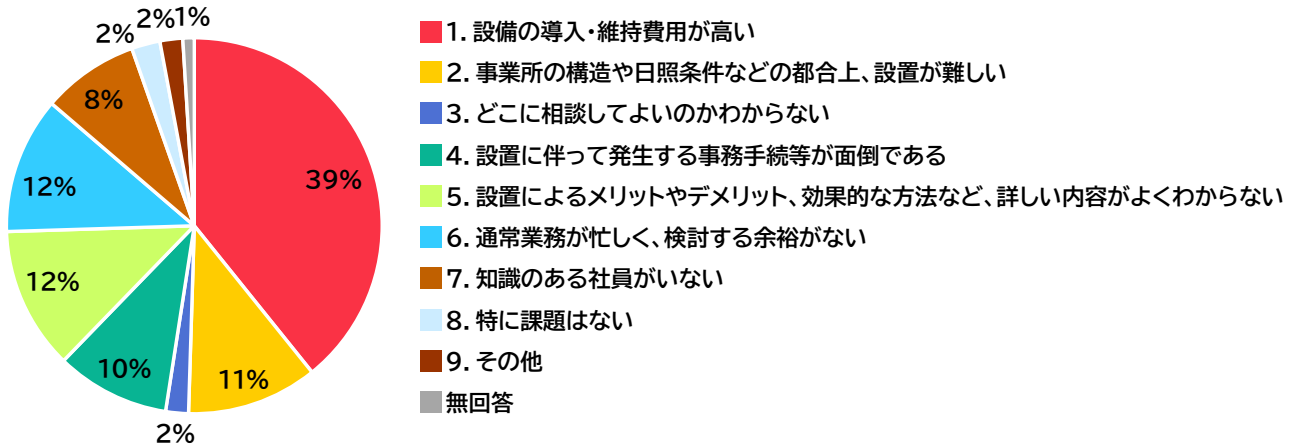 2%
2%
1%
8%
39%
12%
12%
10%
11%
2%
1. 設備の導入・維持費用が高い
2. 事業所の構造や日照条件などの都合上、設置が難しい
3. どこに相談してよいのかわからない
4. 設置に伴って発生する事務手続等が面倒である
5. 設置によるメリットやデメリット、効果的な方法など、詳しい内容がよくわからない
6. 通常業務が忙しく、検討する余裕がない
7. 知識のある社員がいない
8. 特に課題はない
9. その他
無回答